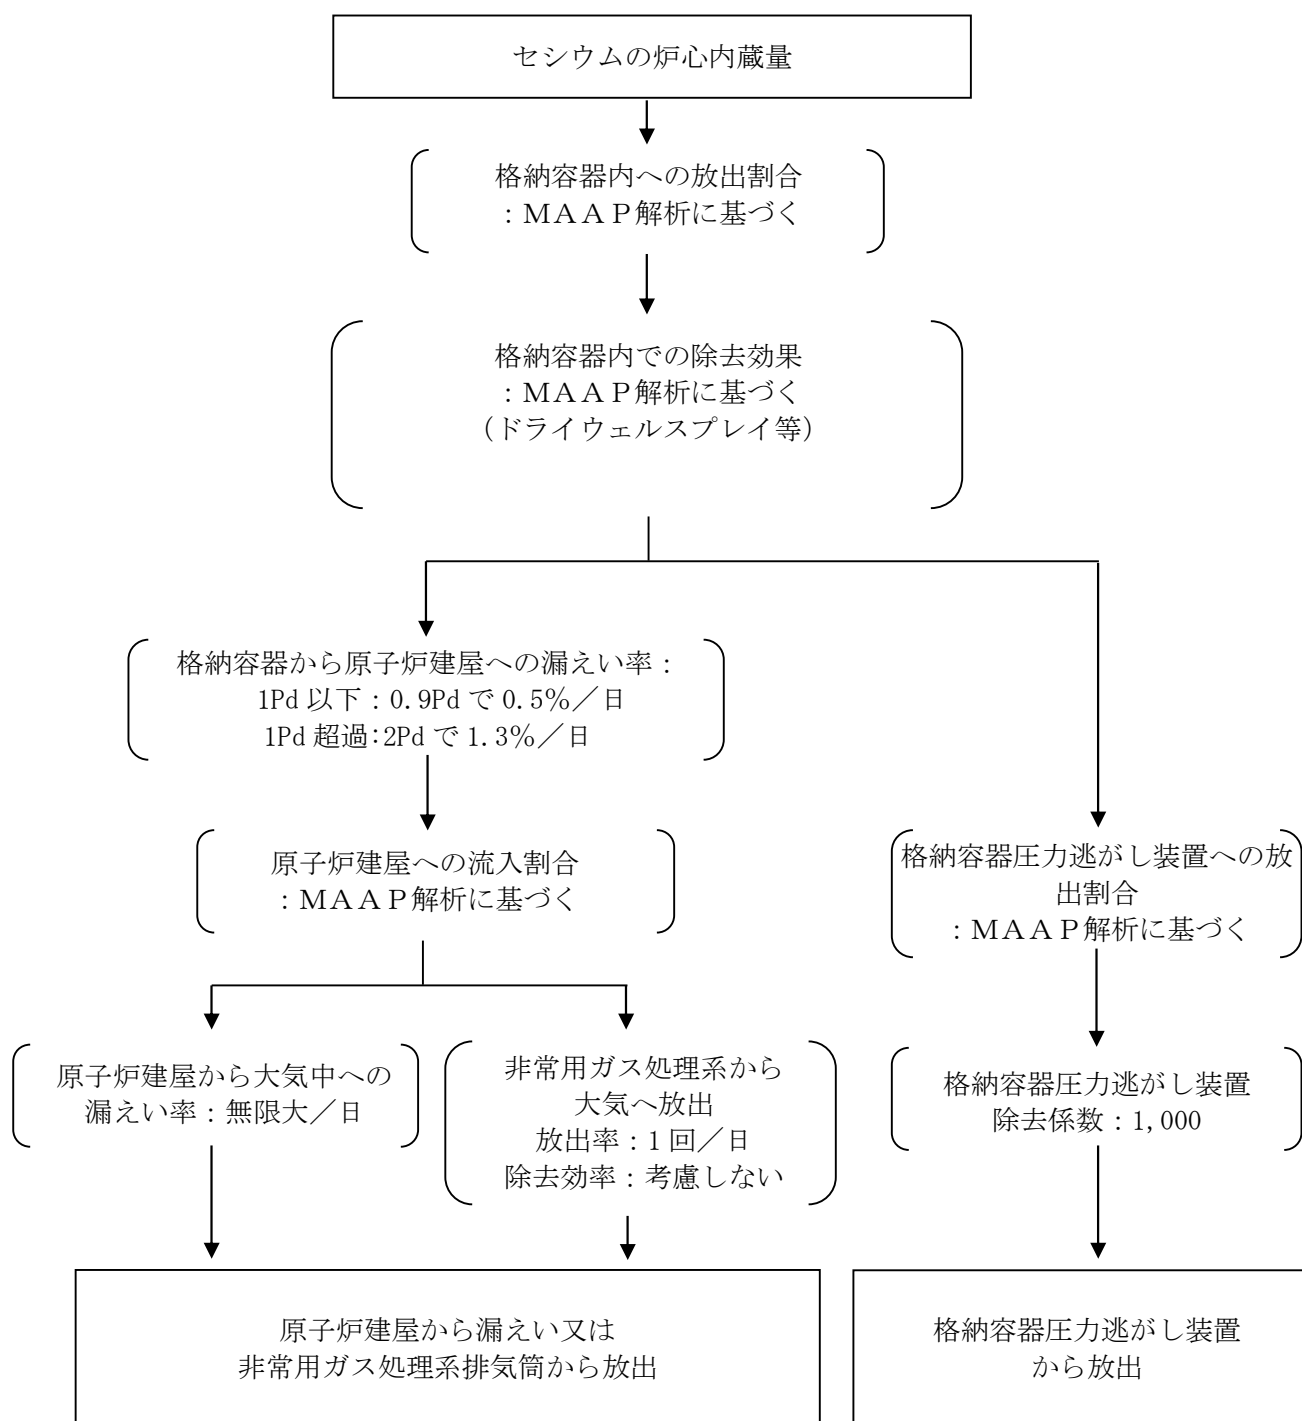 セシウムの炉心内蔵量
格納容器内への放出割合
：ＭＡＡＰ解析に基づく
格納容器内での除去効果
：ＭＡＡＰ解析に基づく
（ドライウェルスプレイ等）
格納容器から原子炉建屋への漏えい率：
1Pd 以下：0.9Pd で 0.5％／日
1Pd 超過：2Pd で 1.3％／日
原子炉建屋への流入割合
：ＭＡＡＰ解析に基づく
格納容器圧力逃がし装置への放
出割合
：ＭＡＡＰ解析に基づく
原子炉建屋から大気中への
漏えい率：無限大／日
非常用ガス処理系から
大気へ放出
放出率：1 回／日
除去効率：考慮しない
格納容器圧力逃がし装置
除去係数：1,000
原子炉建屋から漏えい又は
非常用ガス処理系排気筒から放出
格納容器圧力逃がし装置
から放出